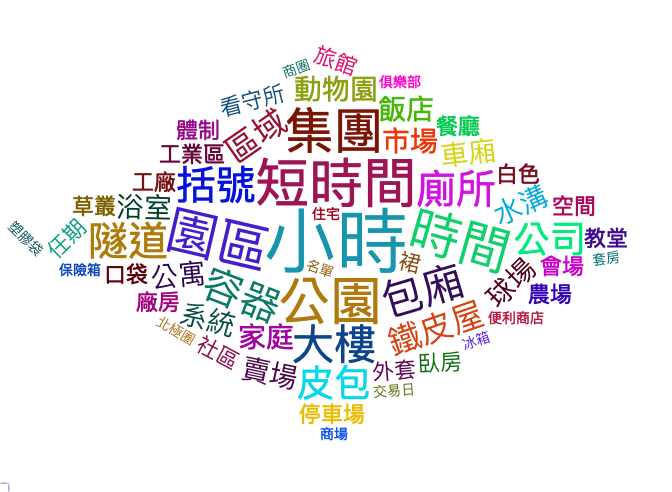 旅館
商圈
俱樂部
動物園
看守所
飯店
集團
餐廳
體制
區域
市場
工業區
車廂
工廠
括號
短時間
廁所
白色
草叢
浴室
住宅
水溝
空間
塑膠袋
任期
隧道
園區
小時
時間
公司
教堂
套房
保險箱
口袋
公寓
名單
裙
會場
容器
公園
包廂
球場
農場
廠房
系統
北極圈
家庭
大樓
鐵皮屋
便利商店
社區
賣場
冰箱
外套
臥房
皮包
交易日
停車場
商場